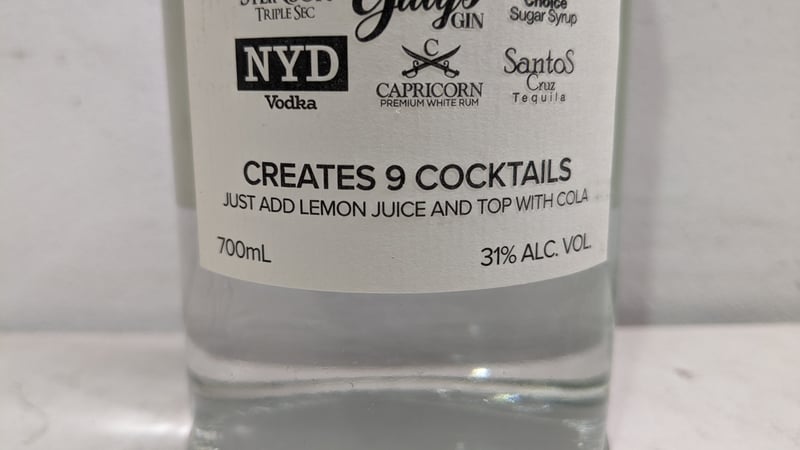 TRIPLE SEC
GIN
Choice
Sugar Syrup
NYD
Vodka
C
CAPRICORN
PREMIUM WHITE RUM
Santos
Cruz
Tequila
CREATES 9 COCKTAILS
JUST ADD LEMON JUICE AND TOP WITH COLA
700mL
31% ALC. VOL.